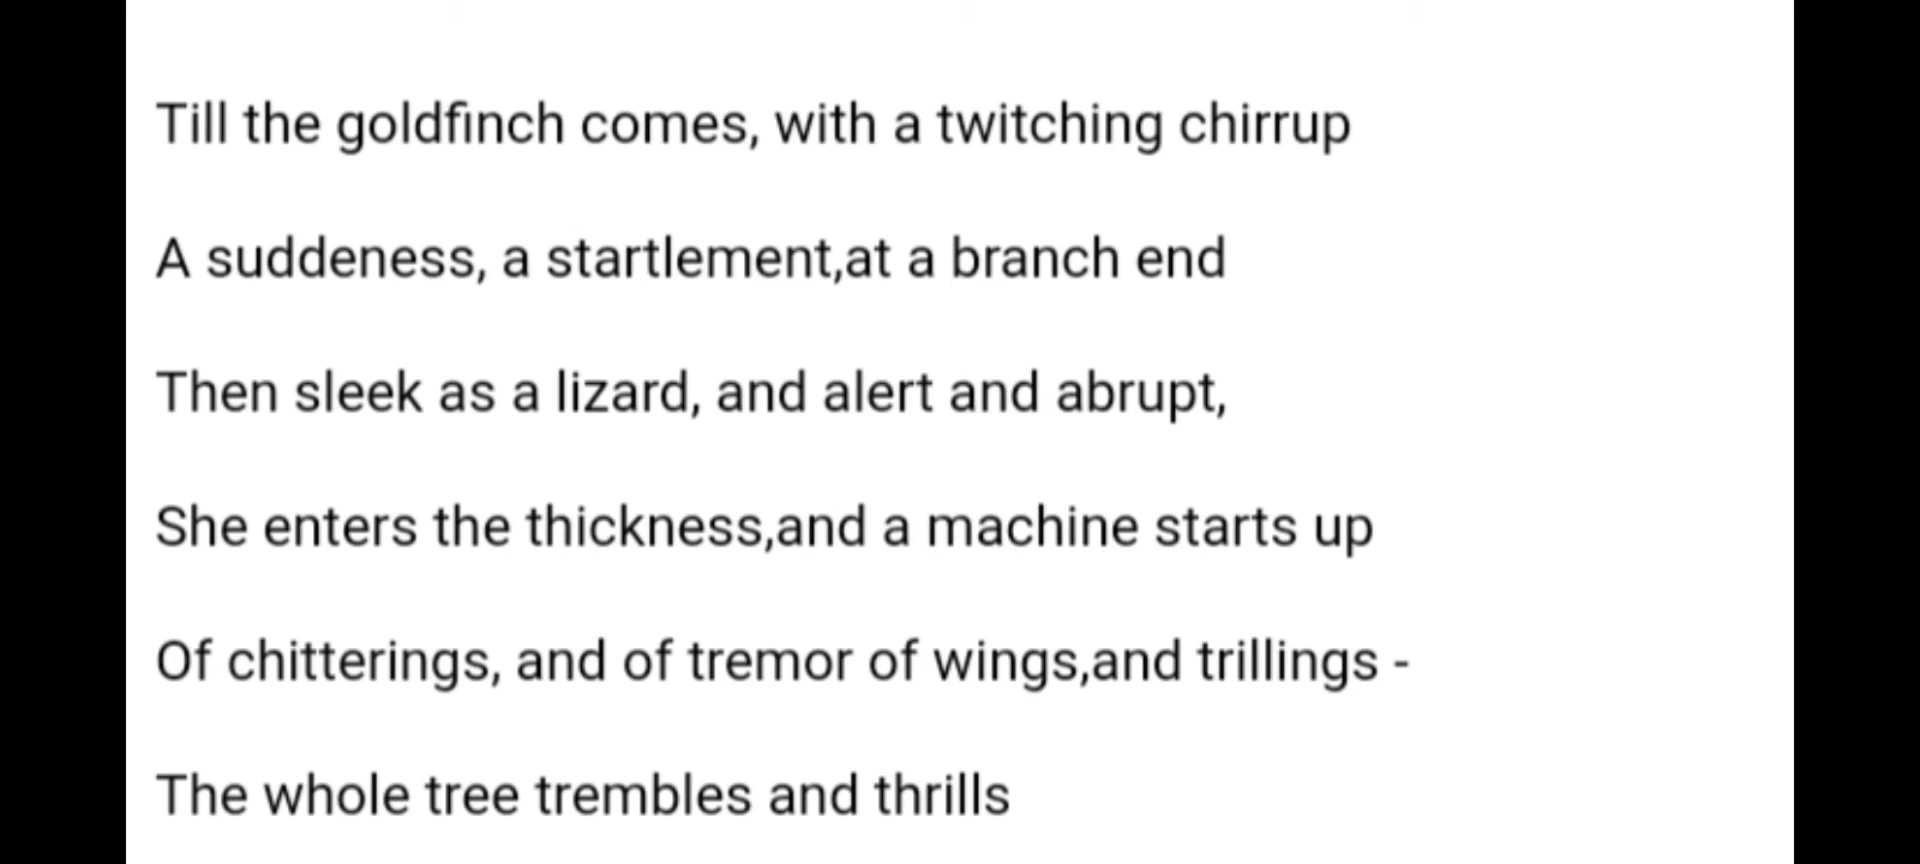 Till the goldfinch comes, with a twitching chirrup
A suddeness, a startlement,at a branch end
Then sleek as a lizard, and alert and abrupt,
She enters the thickness,and a machine starts up
Of chitterings, and of tremor of wings,and trillings -
The whole tree trembles and thrills